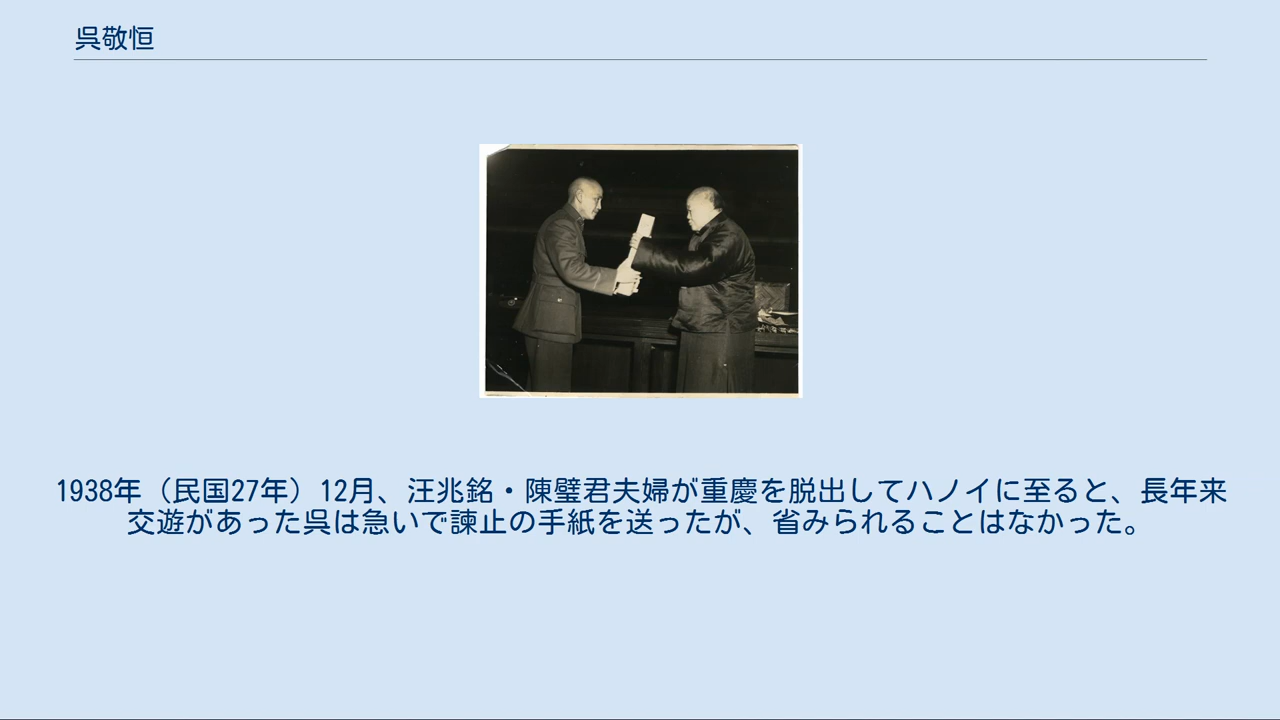 呉敬恒
1938年（民国27年）12月、汪兆銘・陳璧君夫婦が重慶を脱出してハノイに至ると、長年来
交遊があった呉は急いで諫止の手紙を送ったが、省みられることはなかった。